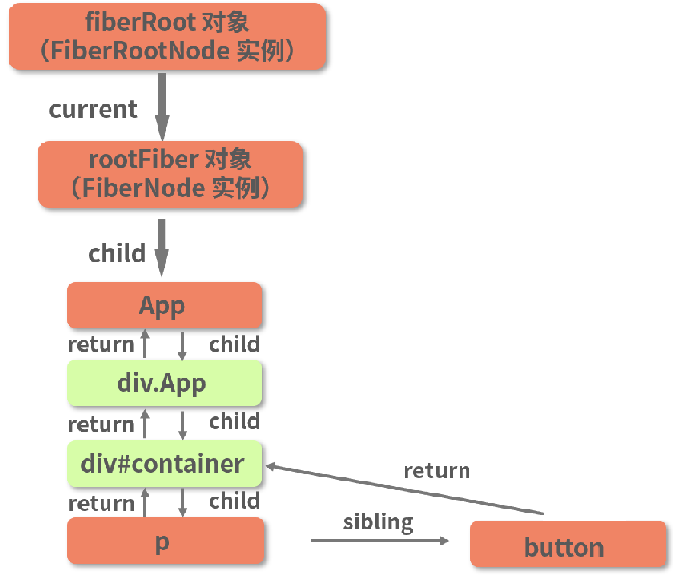 fiberRoot 对象
（FiberRootNode 实例）
current
rootFiber 对象
（FiberNode 实例）
child
App
return
child
div.App
return
child
div#container
return
return
child
sibling
p
button